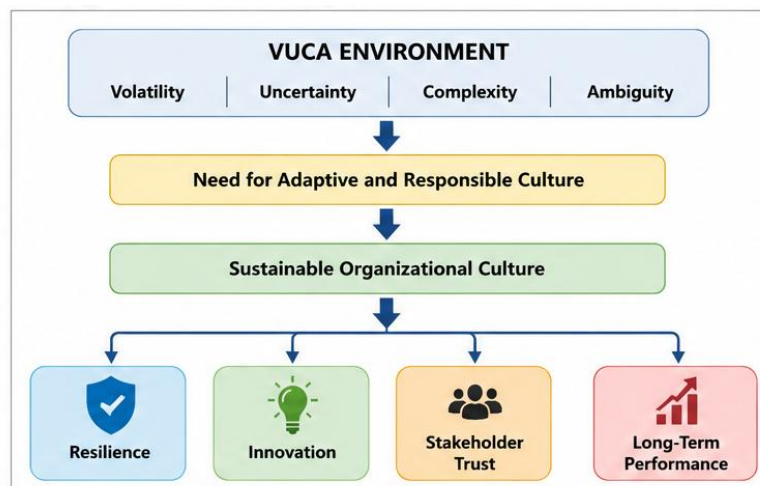 VUCA ENVIRONMENT
Volatility
Uncertainty
Complexity
Ambiguity
Need for Adaptive and Responsible Culture
Sustainable Organizational Culture
Resilience
Innovation
Stakeholder
Trust
Long-Term
Performance